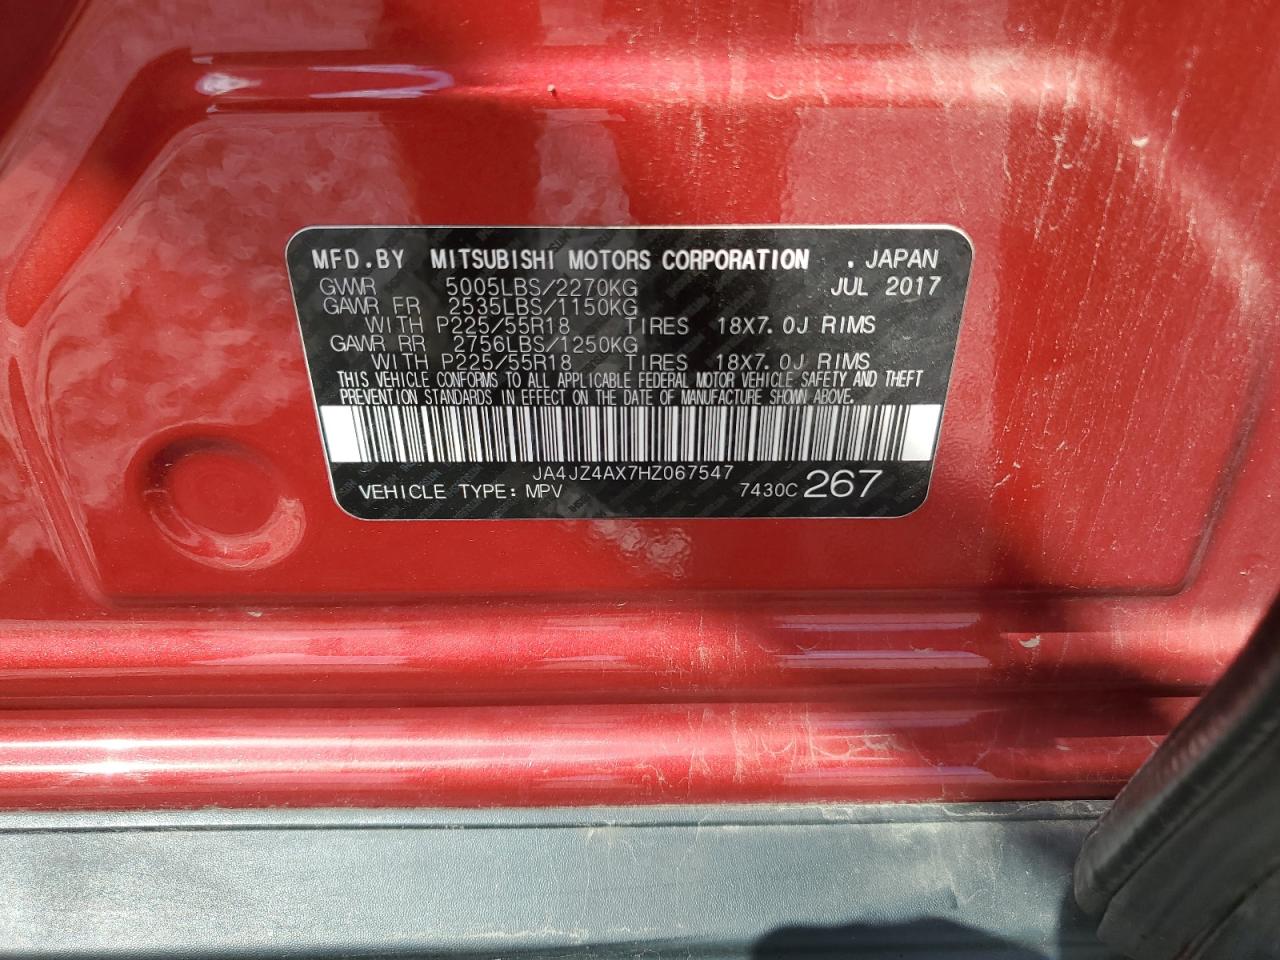 MFD.BY MITSUBISHI MOTORS CORPORATION . JAPAN
GVWR 5005LBS/2270KG JUL 2017
GAWR FR 2535LBS/1150KG
WITH P225/55R18 TIRES 18X7.0J RIMS
GAWR RR 2756LBS/1250KG
WITH P225/55R18 TIRES 18X7.0J RIMS
THIS VEHICLE CONFORMS TO ALL APPLICABLE FEDERAL MOTOR VEHICLE SAFETY AND THEFT
PREVENTION STANDARDS IN EFFECT ON THE DATE OF MANUFACTURE SHOWN ABOVE.
JA4JZ4AX7HZ067547
VEHICLE TYPE: MPV 7430C 267